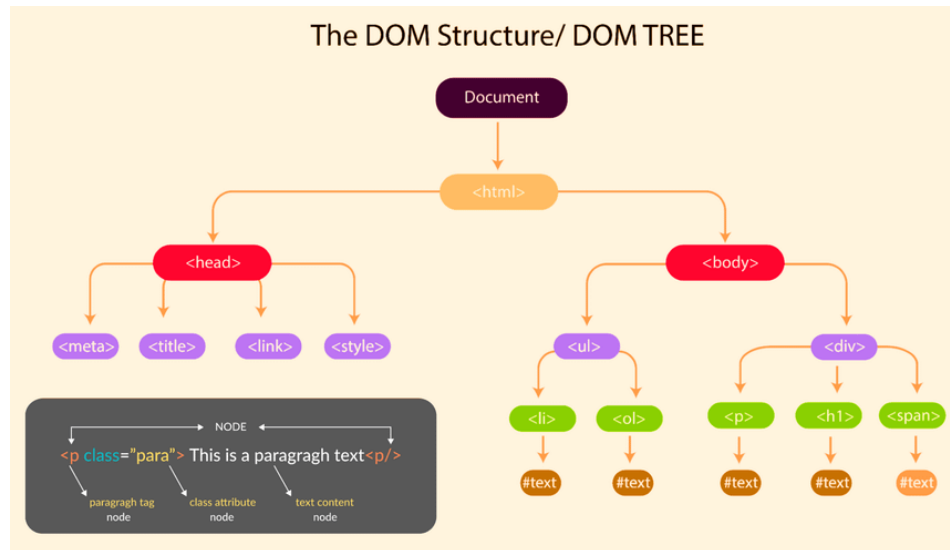 The DOM Structure/ DOM TREE
Document
<html>
<head>
<body>
<meta>
<title>
<link>
<style>
<ul>
<div>
<li>
<ol>
<p>
<h1>
<span>
#text
#text
#text
#text
#text
NODE
<p class="para"> This is a paragragh text<p/>
paragragh tag
node
class attribute
node
text content
node